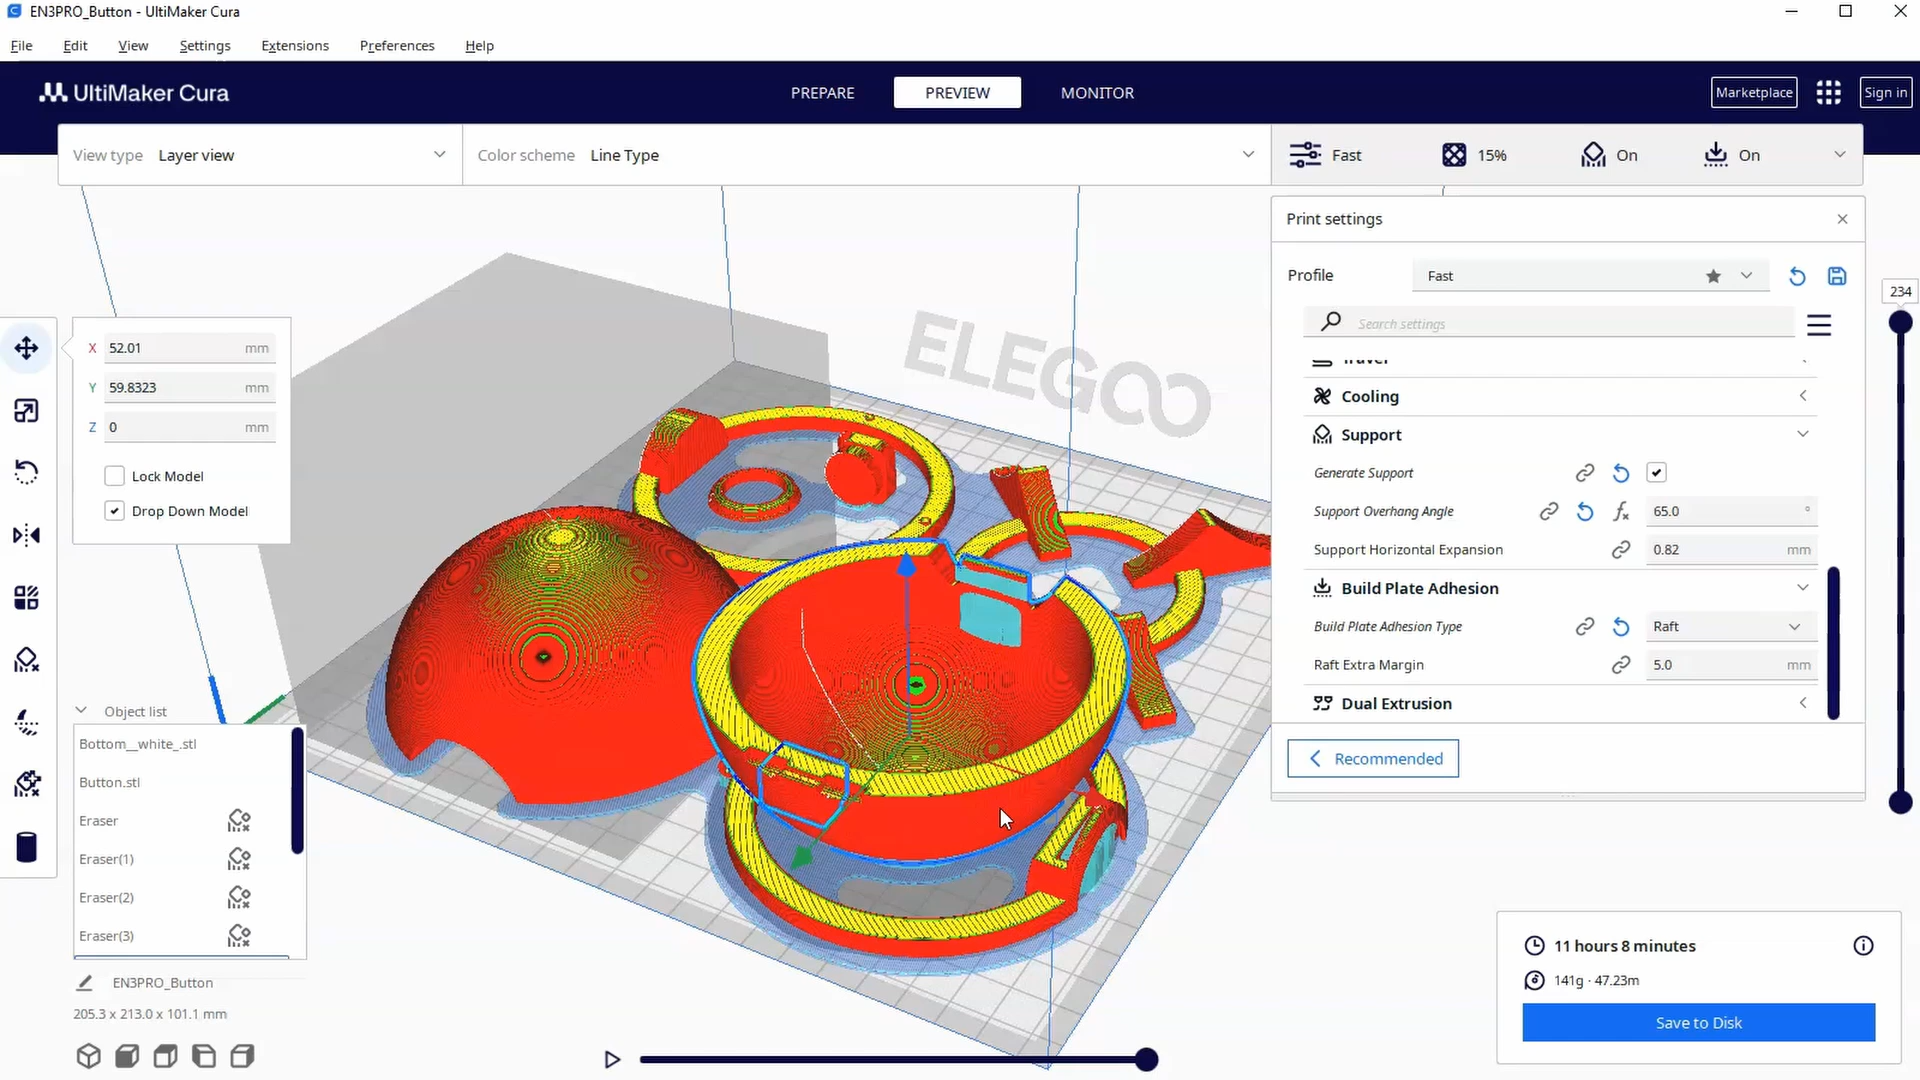 EN3PRO_Button - UltiMaker Cura
File Edit View Settings Extensions Preferences Help
UltiMaker Cura PREPARE PREVIEW MONITOR Marketplace Sign in
View type Layer view Color scheme Line Type Fast 15% On On
Print settings
Profile Fast
Search settings
Travel
Cooling
Support
Generate Support
Support Overhang Angle 65.0 °
Support Horizontal Expansion 0.82 mm
Build Plate Adhesion
Build Plate Adhesion Type Raft
Raft Extra Margin 5.0 mm
Dual Extrusion
Recommended
234
X 52.01 mm
Y 59.8323 mm
Z 0 mm
Lock Model
Drop Down Model
ELEGOO
Object list
Bottom__white_.stl
Button.stl
Eraser
Eraser(1)
Eraser(2)
Eraser(3)
EN3PRO_Button
205.3 x 213.0 x 101.1 mm
11 hours 8 minutes
141g · 47.23m
Save to Disk